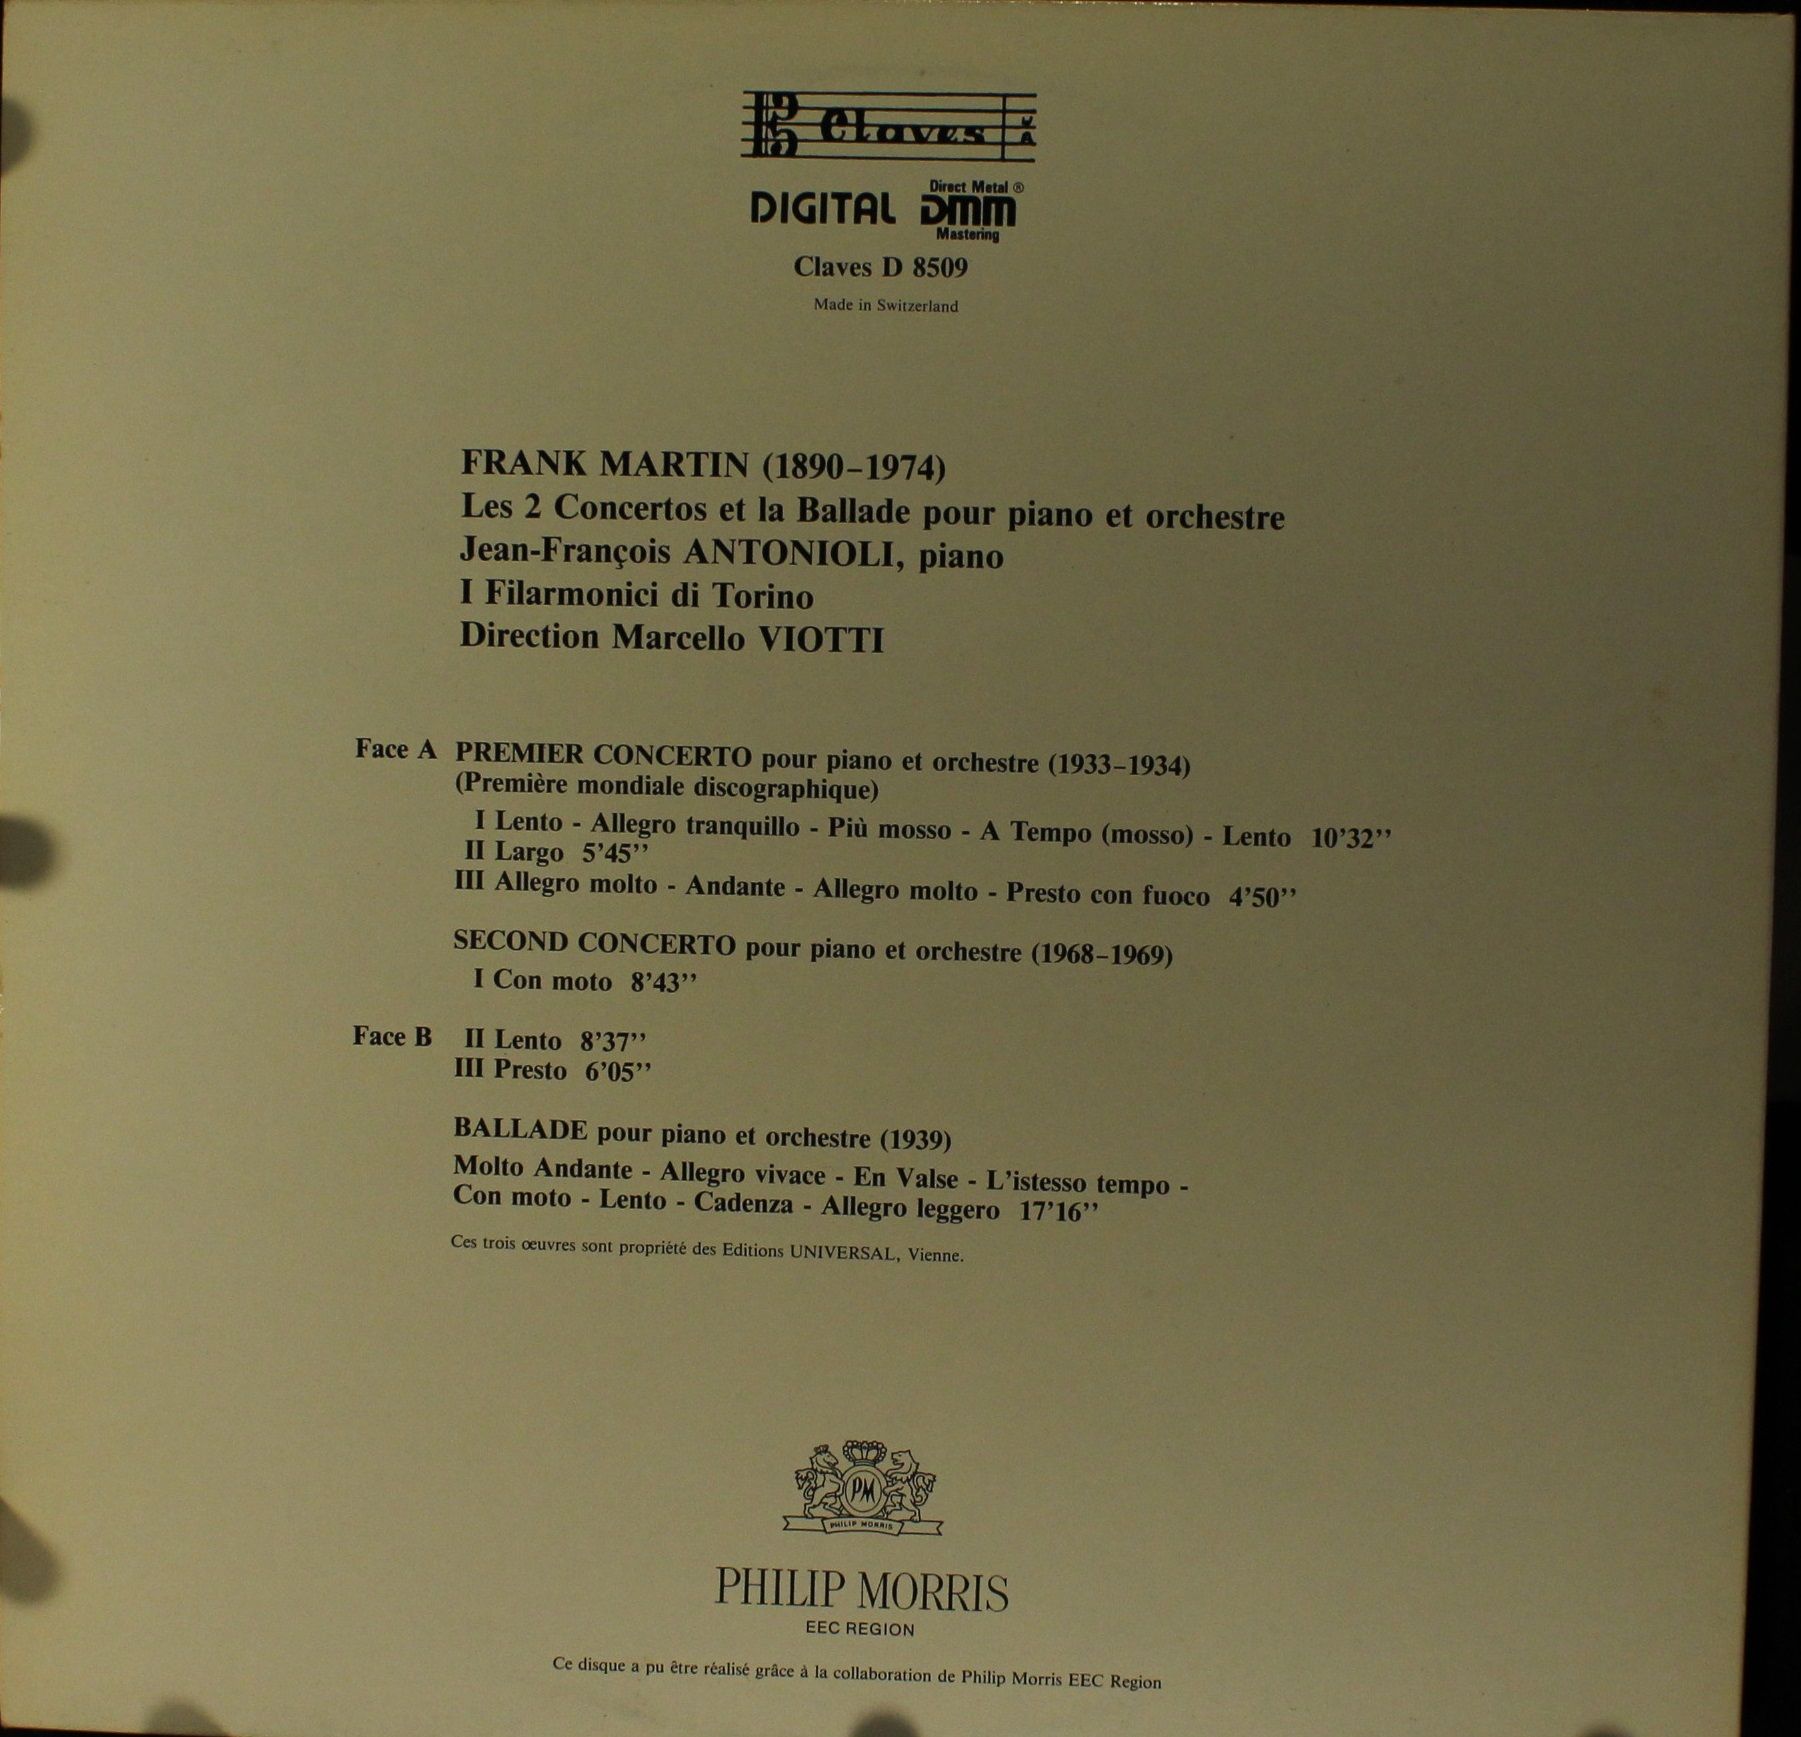 Claves
DIGITAL
Direct Metal ®
DMM
Mastering
Claves D 8509
Made in Switzerland
FRANK MARTIN (1890–1974)
Les 2 Concertos et la Ballade pour piano et orchestre
Jean-François ANTONIOLI, piano
I Filarmonici di Torino
Direction Marcello VIOTTI
Face A PREMIER CONCERTO pour piano et orchestre (1933–1934)
(Première mondiale discographique)
I Lento - Allegro tranquillo - Più mosso - A Tempo (mosso) - Lento 10’32’’
II Largo 5’45’’
III Allegro molto - Andante - Allegro molto - Presto con fuoco 4’50’’
SECOND CONCERTO pour piano et orchestre (1968–1969)
I Con moto 8’43’’
Face B II Lento 8’37’’
III Presto 6’05’’
BALLADE pour piano et orchestre (1939)
Molto Andante - Allegro vivace - En Valse - L’istesso tempo -
Con moto - Lento - Cadenza - Allegro leggero 17’16’’
Ces trois œuvres sont propriété des Editions UNIVERSAL, Vienne.
PM
PHILIP MORRIS
PHILIP MORRIS
EEC REGION
Ce disque a pu être réalisé grâce à la collaboration de Philip Morris EEC Region